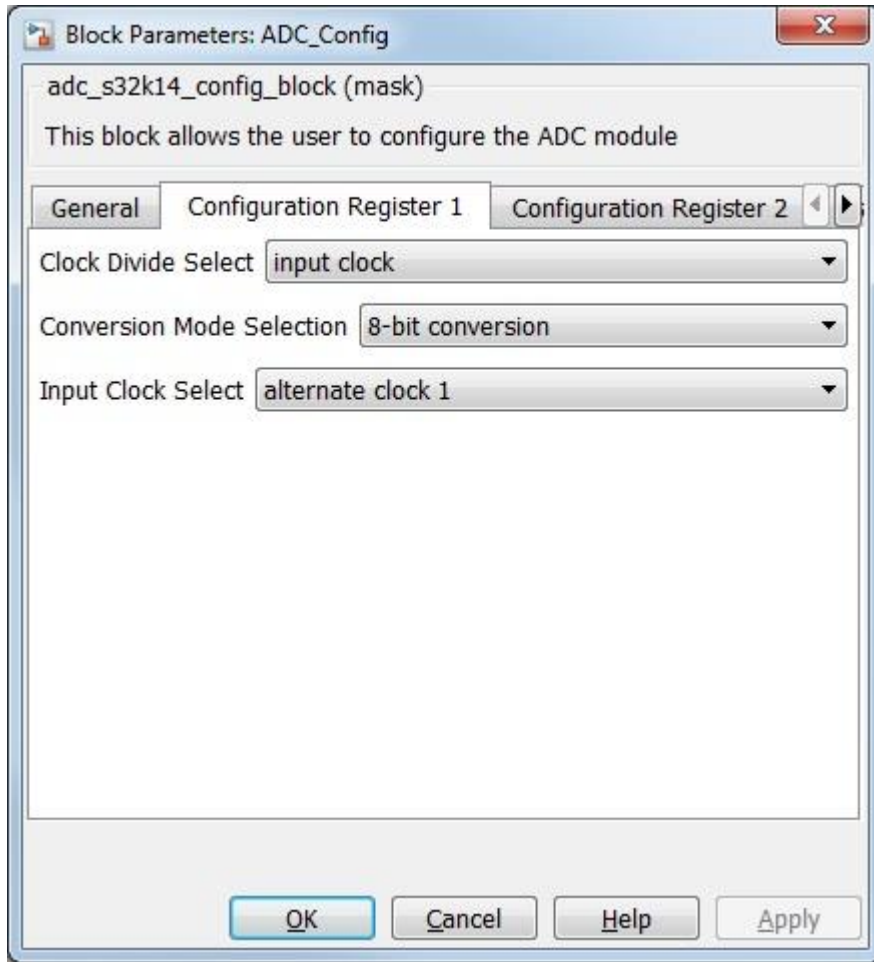 Block Parameters: ADC_Config
adc_s32k14_config_block (mask)
This block allows the user to configure the ADC module
General Configuration Register 1 Configuration Register 2
Clock Divide Select input clock
Conversion Mode Selection 8-bit conversion
Input Clock Select alternate clock 1
OK Cancel Help Apply